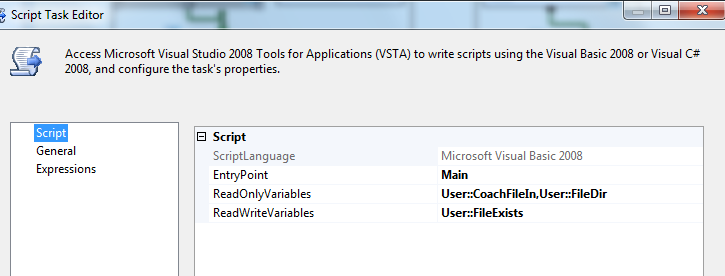 Script Task Editor
Access Microsoft Visual Studio 2008 Tools for Applications (VSTA) to write scripts using the Visual Basic 2008 or Visual C#
2008, and configure the task's properties.
Script
General
Expressions
Script
ScriptLanguage Microsoft Visual Basic 2008
EntryPoint Main
ReadOnlyVariables User::CoachFileIn,User::FileDir
ReadWriteVariables User::FileExists